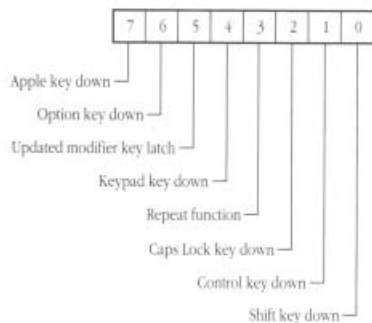 7 6 5 4 3 2 1 0
Apple key down
Option key down
Updated modifier key latch
Keypad key down
Repeat function
Caps Lock key down
Control key down
Shift key down